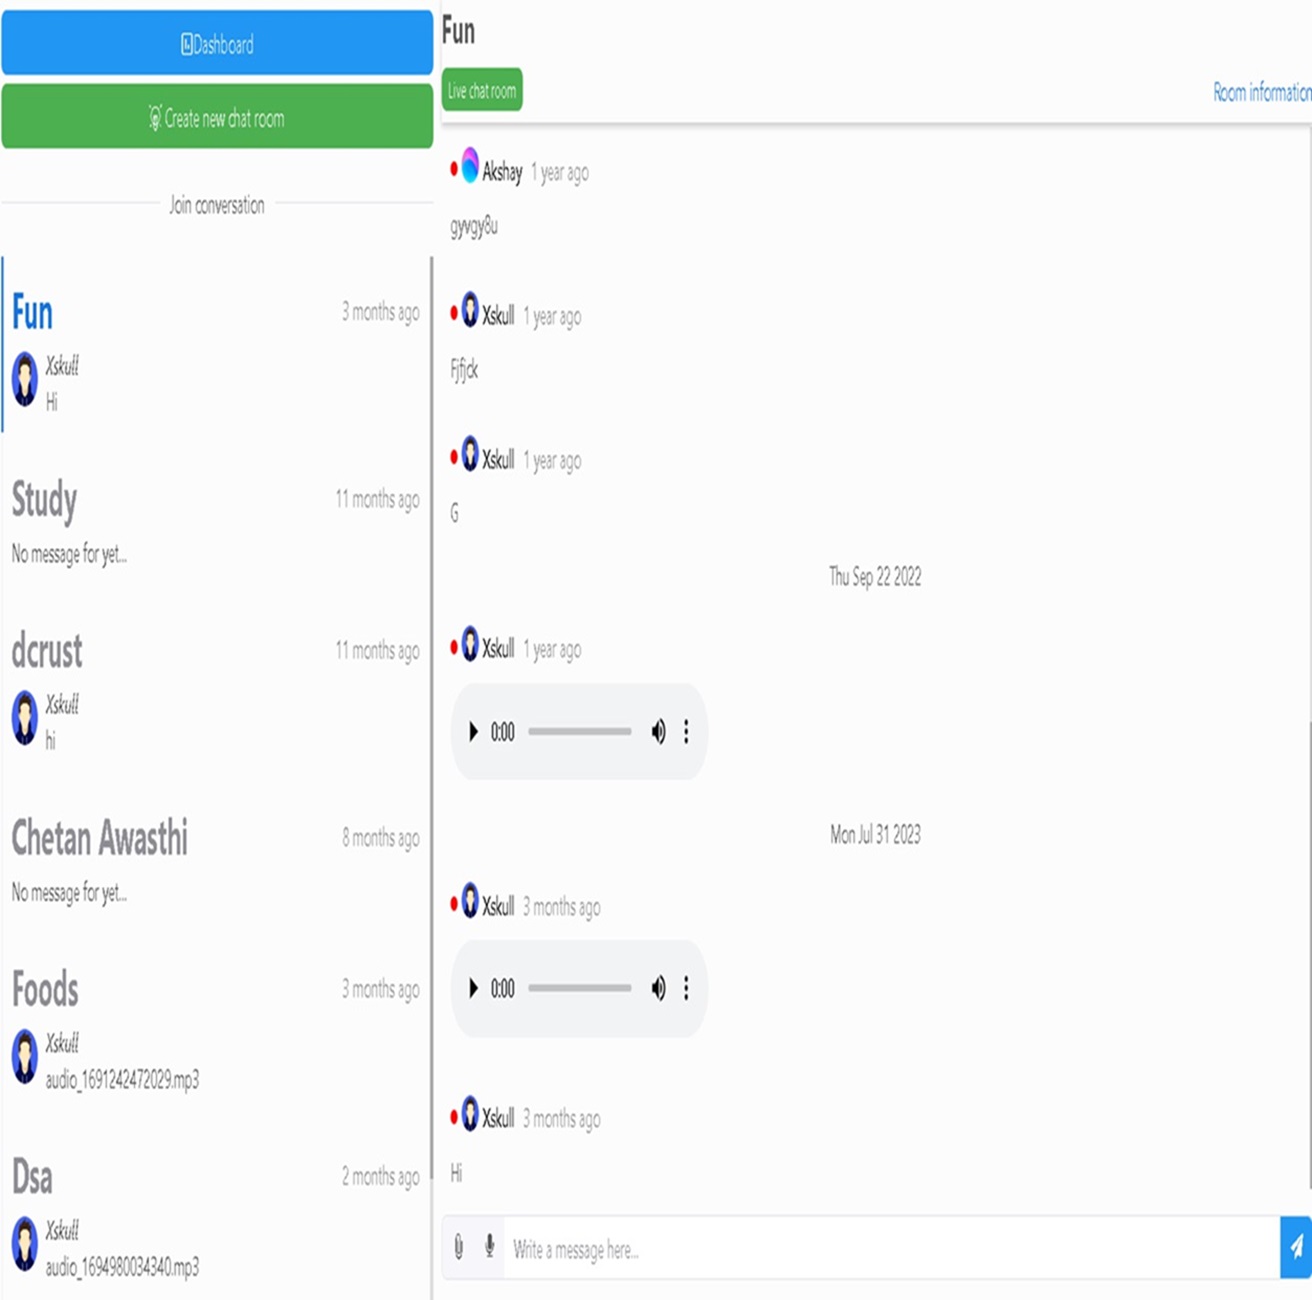 Dashboard
Create new chat room
Join conversation
Fun 3 months ago
Xskull
Hi
Study 11 months ago
No message for yet...
dcrust 11 months ago
Xskull
hi
Chetan Awasthi 8 months ago
No message for yet...
Foods 3 months ago
Xskull
audio_1691242472029.mp3
Dsa 2 months ago
Xskull
audio_1694980034340.mp3
Fun
Live chat room
Room information
Akshay 1 year ago
gyvgy8u
Xskull 1 year ago
Fjfjck
Xskull 1 year ago
G
Thu Sep 22 2022
Xskull 1 year ago
0:00
Mon Jul 31 2023
Xskull 3 months ago
0:00
Xskull 3 months ago
Hi
Write a message here...